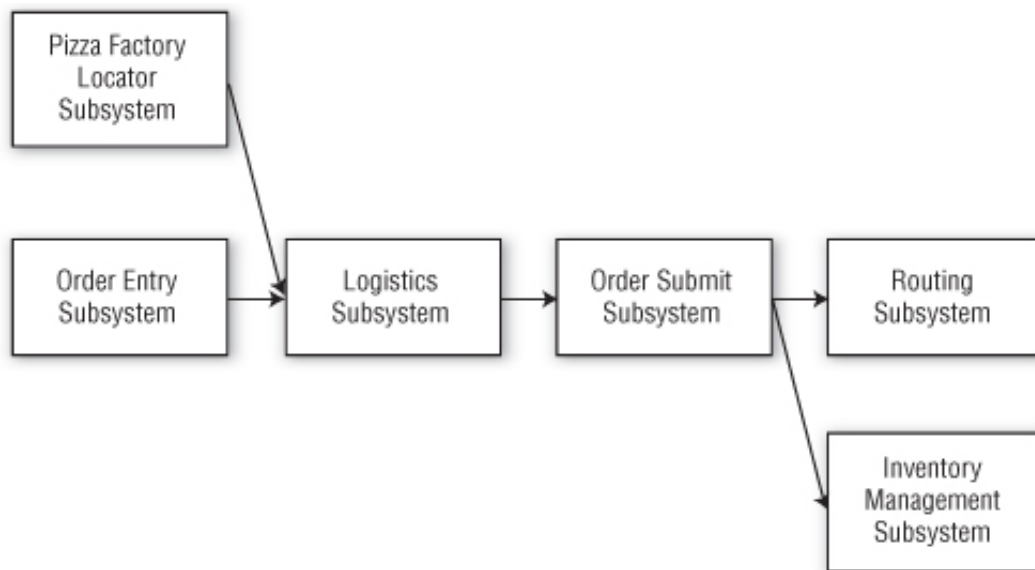 Pizza Factory
Locator
Subsystem
Order Entry
Subsystem
Logistics
Subsystem
Order Submit
Subsystem
Routing
Subsystem
Inventory
Management
Subsystem